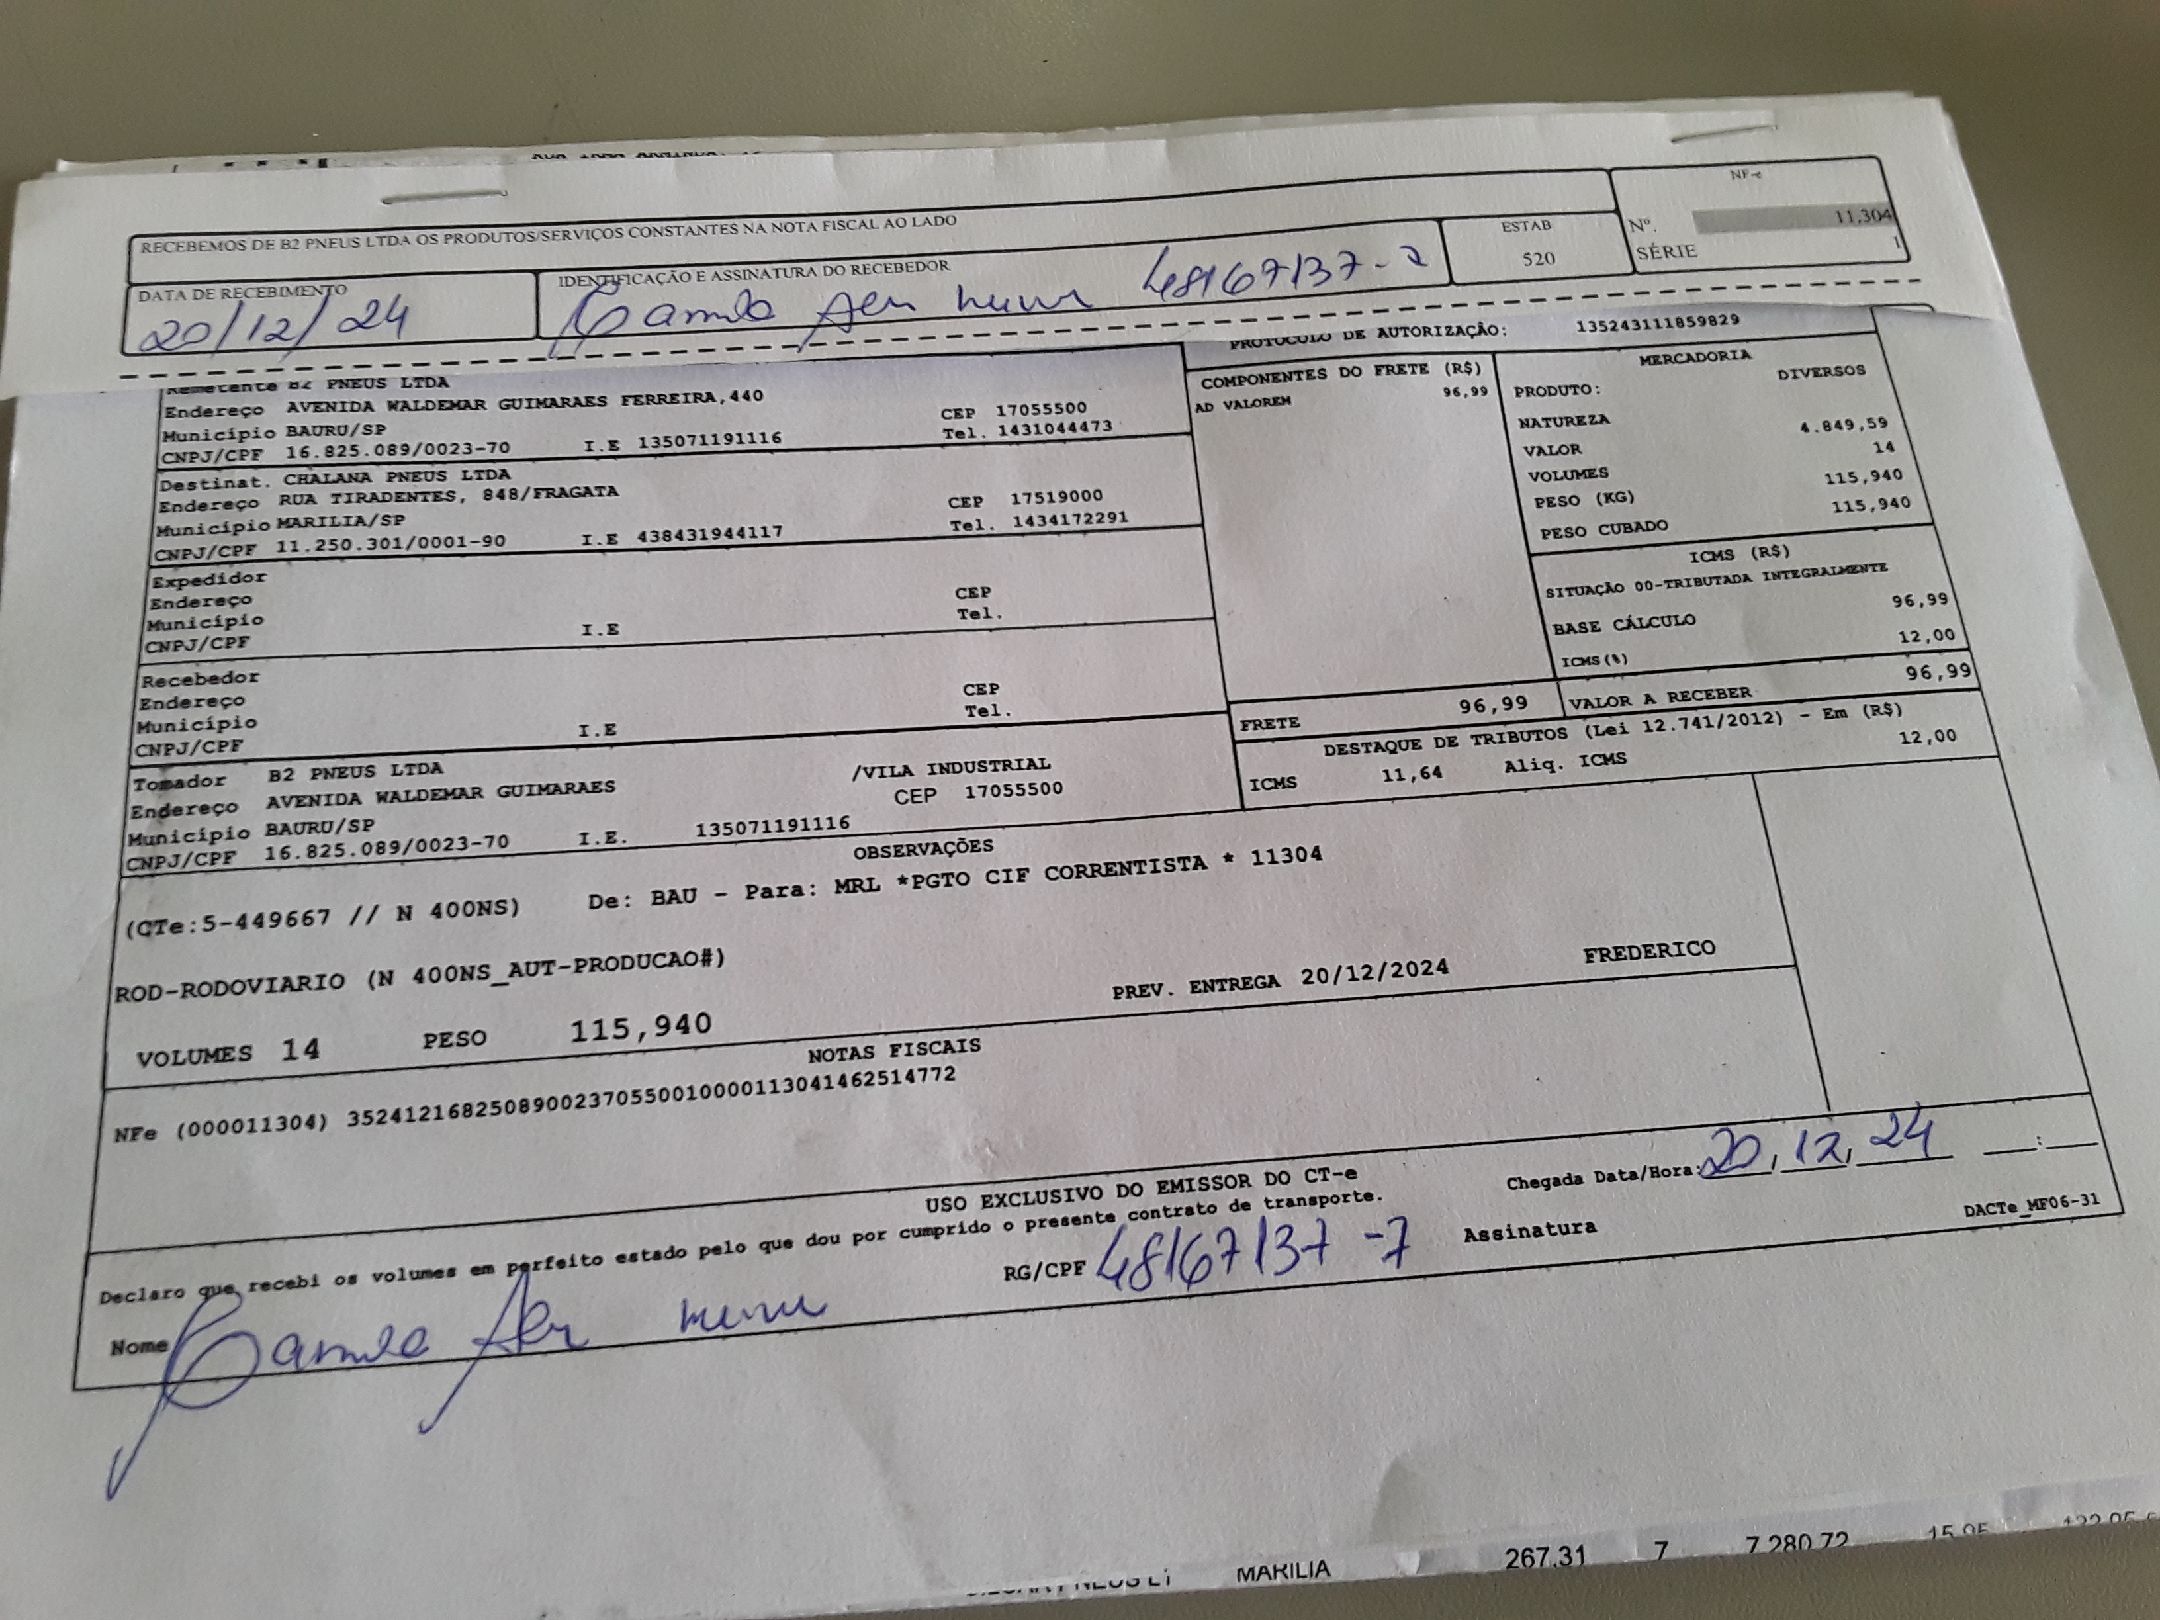 RECEBEMOS DE B2 PNEUS LTDA OS PRODUTOS/SERVIÇOS CONSTANTES NA NOTA FISCAL AO LADO
NF-e
Nº. 11,304
SÉRIE 1
DATA DE RECEBIMENTO
20/12/24
IDENTIFICAÇÃO E ASSINATURA DO RECEBEDOR
48167137-7
ESTAB
520
PROTOCOLO DE AUTORIZAÇÃO: 135243111859829
Remetente B2 PNEUS LTDA
Endereço AVENIDA WALDEMAR GUIMARAES FERREIRA,440
Município BAURU/SP CEP 17055500
CNPJ/CPF 16.825.089/0023-70 I.E 135071191116 Tel. 1431044473
Destinat. CHALANA PNEUS LTDA
Endereço RUA TIRADENTES, 848/FRAGATA
Município MARILIA/SP CEP 17519000
CNPJ/CPF 11.250.301/0001-90 I.E 438431944117 Tel. 1434172291
Expedidor
Endereço
Município CEP
CNPJ/CPF I.E Tel.
Recebedor
Endereço
Município CEP
CNPJ/CPF I.E Tel.
Tomador B2 PNEUS LTDA
Endereço AVENIDA WALDEMAR GUIMARAES /VILA INDUSTRIAL
Município BAURU/SP CEP 17055500
CNPJ/CPF 16.825.089/0023-70 I.E. 135071191116
COMPONENTES DO FRETE (R$)
AD VALOREM 96,99
MERCADORIA
PRODUTO: DIVERSOS
NATUREZA
VALOR 4.849,59
VOLUMES 14
PESO (KG) 115,940
PESO CUBADO 115,940
ICMS (R$)
SITUAÇÃO 00-TRIBUTADA INTEGRALMENTE
BASE CÁLCULO 96,99
ICMS(%) 12,00
FRETE 96,99 VALOR A RECEBER 96,99
DESTAQUE DE TRIBUTOS (Lei 12.741/2012) - Em (R$)
ICMS 11,64 Aliq. ICMS 12,00
OBSERVAÇÕES
(CTe:5-449667 // N 400NS) De: BAU - Para: MRL *PGTO CIF CORRENTISTA * 11304
ROD-RODOVIARIO (N 400NS_AUT-PRODUCAO#)
PREV. ENTREGA 20/12/2024 FREDERICO
VOLUMES 14 PESO 115,940
NOTAS FISCAIS
NFe (000011304) 35241216825089002370550010000113041462514772
USO EXCLUSIVO DO EMISSOR DO CT-e
Declaro que recebi os volumes em perfeito estado pelo que dou por cumprido o presente contrato de transporte.
Chegada Data/Hora: 20,12,24 __:__
Nome
RG/CPF 48167137-7 Assinatura
DACTe_MF06-31
MARILIA 267,31 7 7.280,72